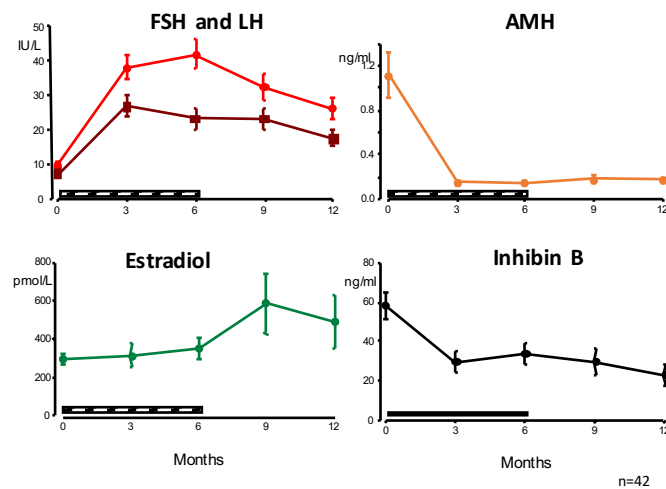 FSH and LH
IU/L
50
40
30
20
10
0
0 3 6 9 12
AMH
ng/ml
1.2
0.8
0.4
0.0
0 3 6 9 12
Estradiol
pmol/L
800
600
400
200
0
0 3 6 9 12
Months
Inhibin B
ng/ml
80
60
40
20
0
0 3 6 9 12
Months
n=42